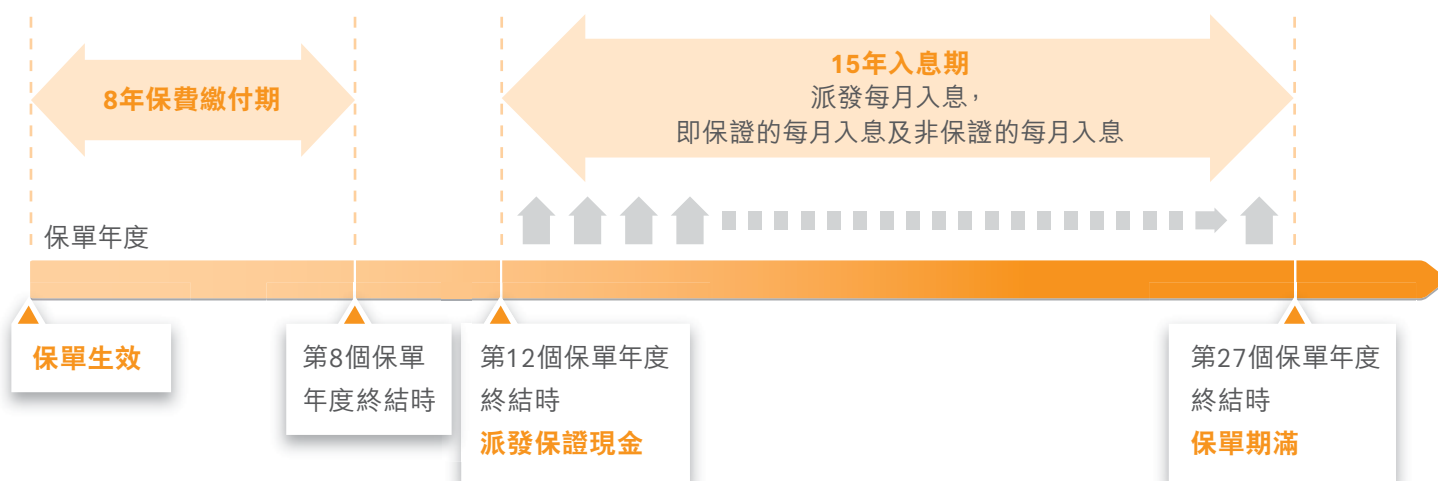 8年保費繳付期
15年入息期
派發每月入息，
即保證的每月入息及非保證的每月入息
保單年度
保單生效
第8個保單
年度終結時
第12個保單年度
終結時
派發保證現金
第27個保單年度
終結時
保單期滿